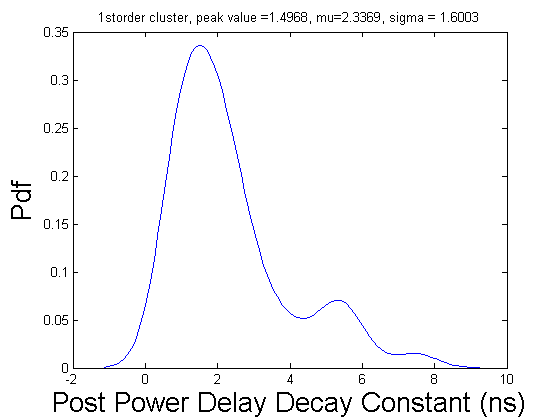 1storder cluster, peak value =1.4968, mu=2.3369, sigma = 1.6003
0.35
0.3
0.25
0.2
0.15
0.1
0.05
0
Pdf
-2 0 2 4 6 8 10
Post Power Delay Decay Constant (ns)